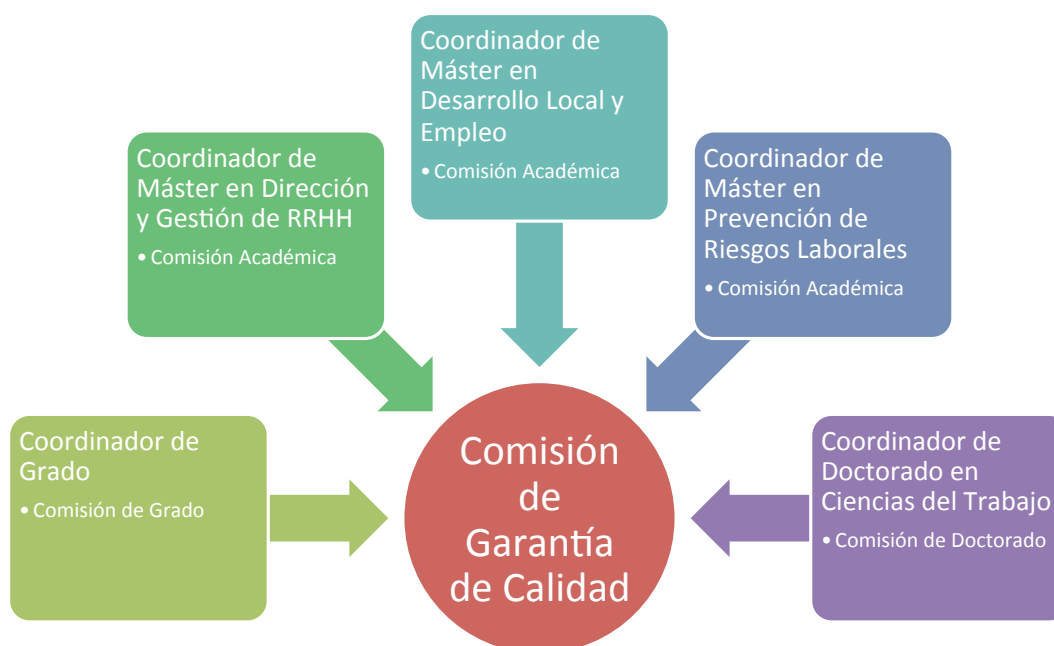 Coordinador de
Máster en
Desarrollo Local y
Empleo
• Comisión Académica
Coordinador de
Máster en Dirección
y Gestión de RRHH
• Comisión Académica
Coordinador de
Máster en
Prevención de
Riesgos Laborales
• Comisión Académica
Coordinador de
Grado
• Comisión de Grado
Comisión
de
Garantía
de Calidad
Coordinador de
Doctorado en
Ciencias del Trabajo
• Comisión de Doctorado